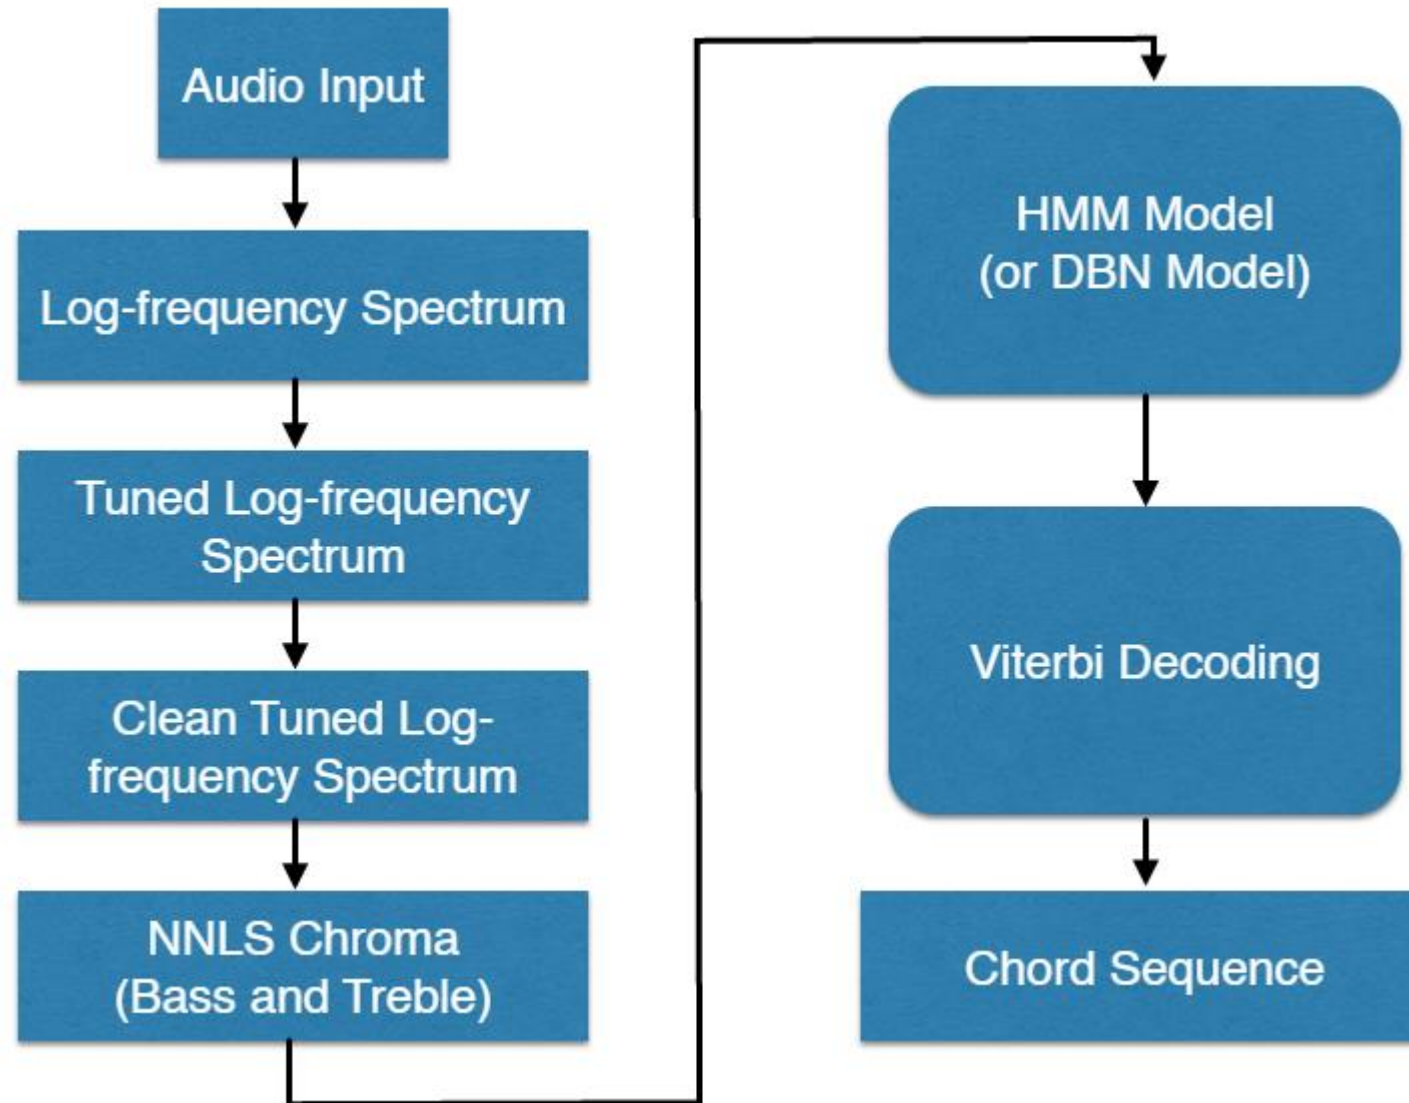 Audio Input
Log-frequency Spectrum
Tuned Log-frequency
Spectrum
Clean Tuned Log-
frequency Spectrum
NNLS Chroma
(Bass and Treble)
HMM Model
(or DBN Model)
Viterbi Decoding
Chord Sequence